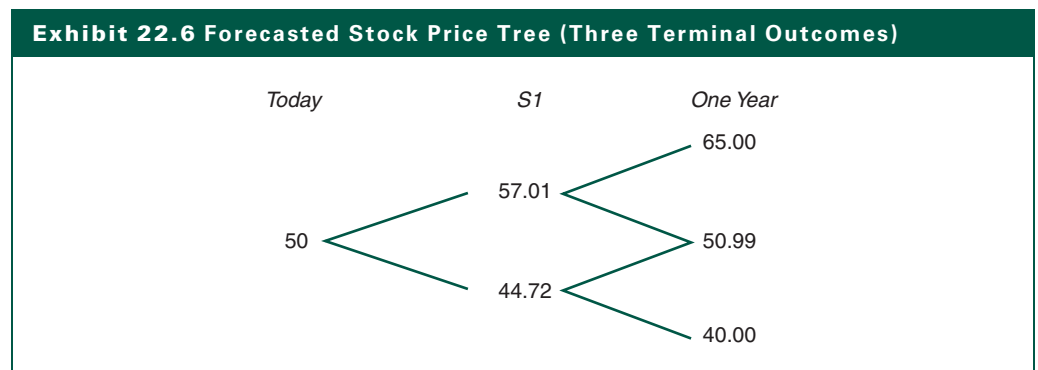 Exhibit 22.6 Forecasted Stock Price Tree (Three Terminal Outcomes)
Today S1 One Year
65.00
57.01
50 50.99
44.72
40.00